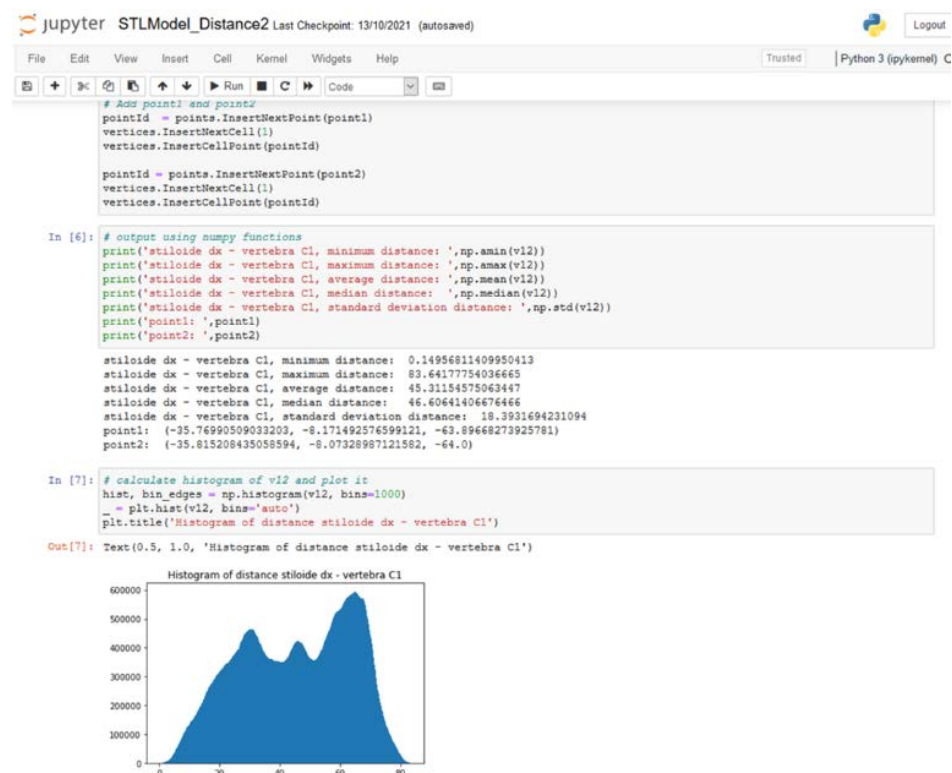 jupyter STLModel_Distance2 Last Checkpoint: 13/10/2021 (autosaved) Logout
File Edit View Insert Cell Kernel Widgets Help Trusted Python 3 (ipykernel)
Run Code
# Add point1 and point2
pointId = points.InsertNextPoint(point1)
vertices.InsertNextCell(1)
vertices.InsertCellPoint(pointId)
pointId = points.InsertNextPoint(point2)
vertices.InsertNextCell(1)
vertices.InsertCellPoint(pointId)
In [6]: # output using numpy functions
print('stiloide dx - vertebra C1, minimum distance: ',np.amin(v12))
print('stiloide dx - vertebra C1, maximum distance: ',np.amax(v12))
print('stiloide dx - vertebra C1, average distance: ',np.mean(v12))
print('stiloide dx - vertebra C1, median distance:  ',np.median(v12))
print('stiloide dx - vertebra C1, standard deviation distance: ',np.std(v12))
print('point1: ',point1)
print('point2: ',point2)
stiloide dx - vertebra C1, minimum distance:  0.14956811409950413
stiloide dx - vertebra C1, maximum distance:  83.64177754036665
stiloide dx - vertebra C1, average distance:  45.31154575063447
stiloide dx - vertebra C1, median distance:   46.60641406676466
stiloide dx - vertebra C1, standard deviation distance:  18.3931694231094
point1:  (-35.76990509033203, -8.171492576599121, -63.89668273925781)
point2:  (-35.815208435058594, -8.07328987121582, -64.0)
In [7]: # calculate histogram of v12 and plot it
hist, bin_edges = np.histogram(v12, bins=1000)
_ = plt.hist(v12, bins='auto')
plt.title('Histogram of distance stiloide dx - vertebra C1')
Out[7]: Text(0.5, 1.0, 'Histogram of distance stiloide dx - vertebra C1')
Histogram of distance stiloide dx - vertebra C1
600000
500000
400000
300000
200000
100000
0
0 20 40 60 80